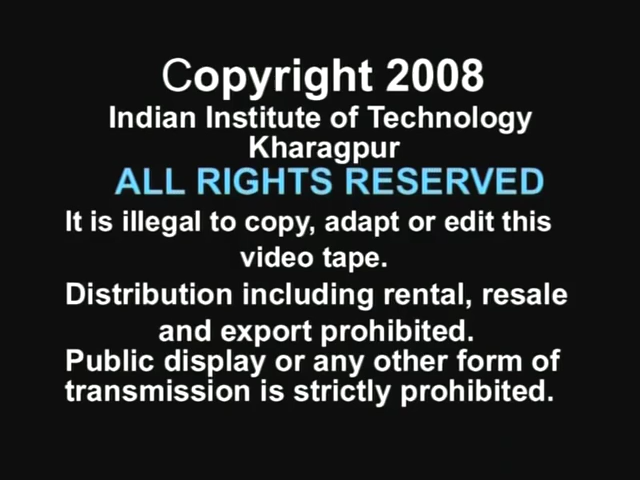 Copyright 2008
Indian Institute of Technology
Kharagpur
ALL RIGHTS RESERVED
It is illegal to copy, adapt or edit this
video tape.
Distribution including rental, resale
and export prohibited.
Public display or any other form of
transmission is strictly prohibited.